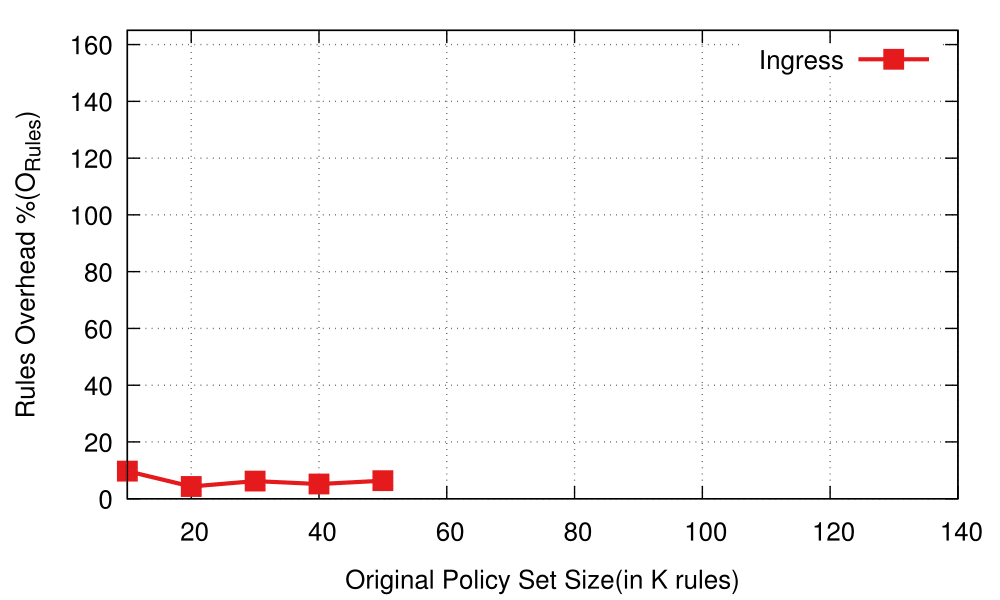 Rules Overhead %(ORules)
160
140
120
100
80
60
40
20
0
Ingress
20 40 60 80 100 120 140
Original Policy Set Size(in K rules)